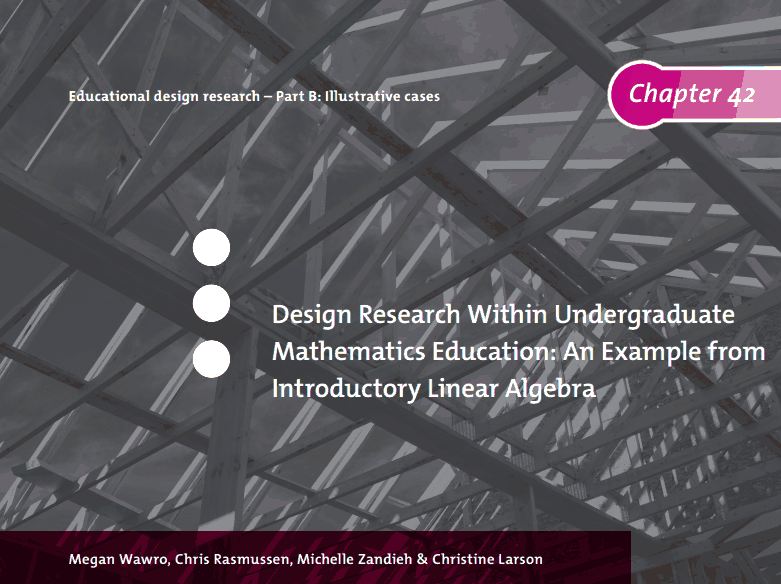 Educational design research – Part B: Illustrative cases
Chapter 42
Design Research Within Undergraduate
Mathematics Education: An Example from
Introductory Linear Algebra
Megan Wawro, Chris Rasmussen, Michelle Zandieh & Christine Larson